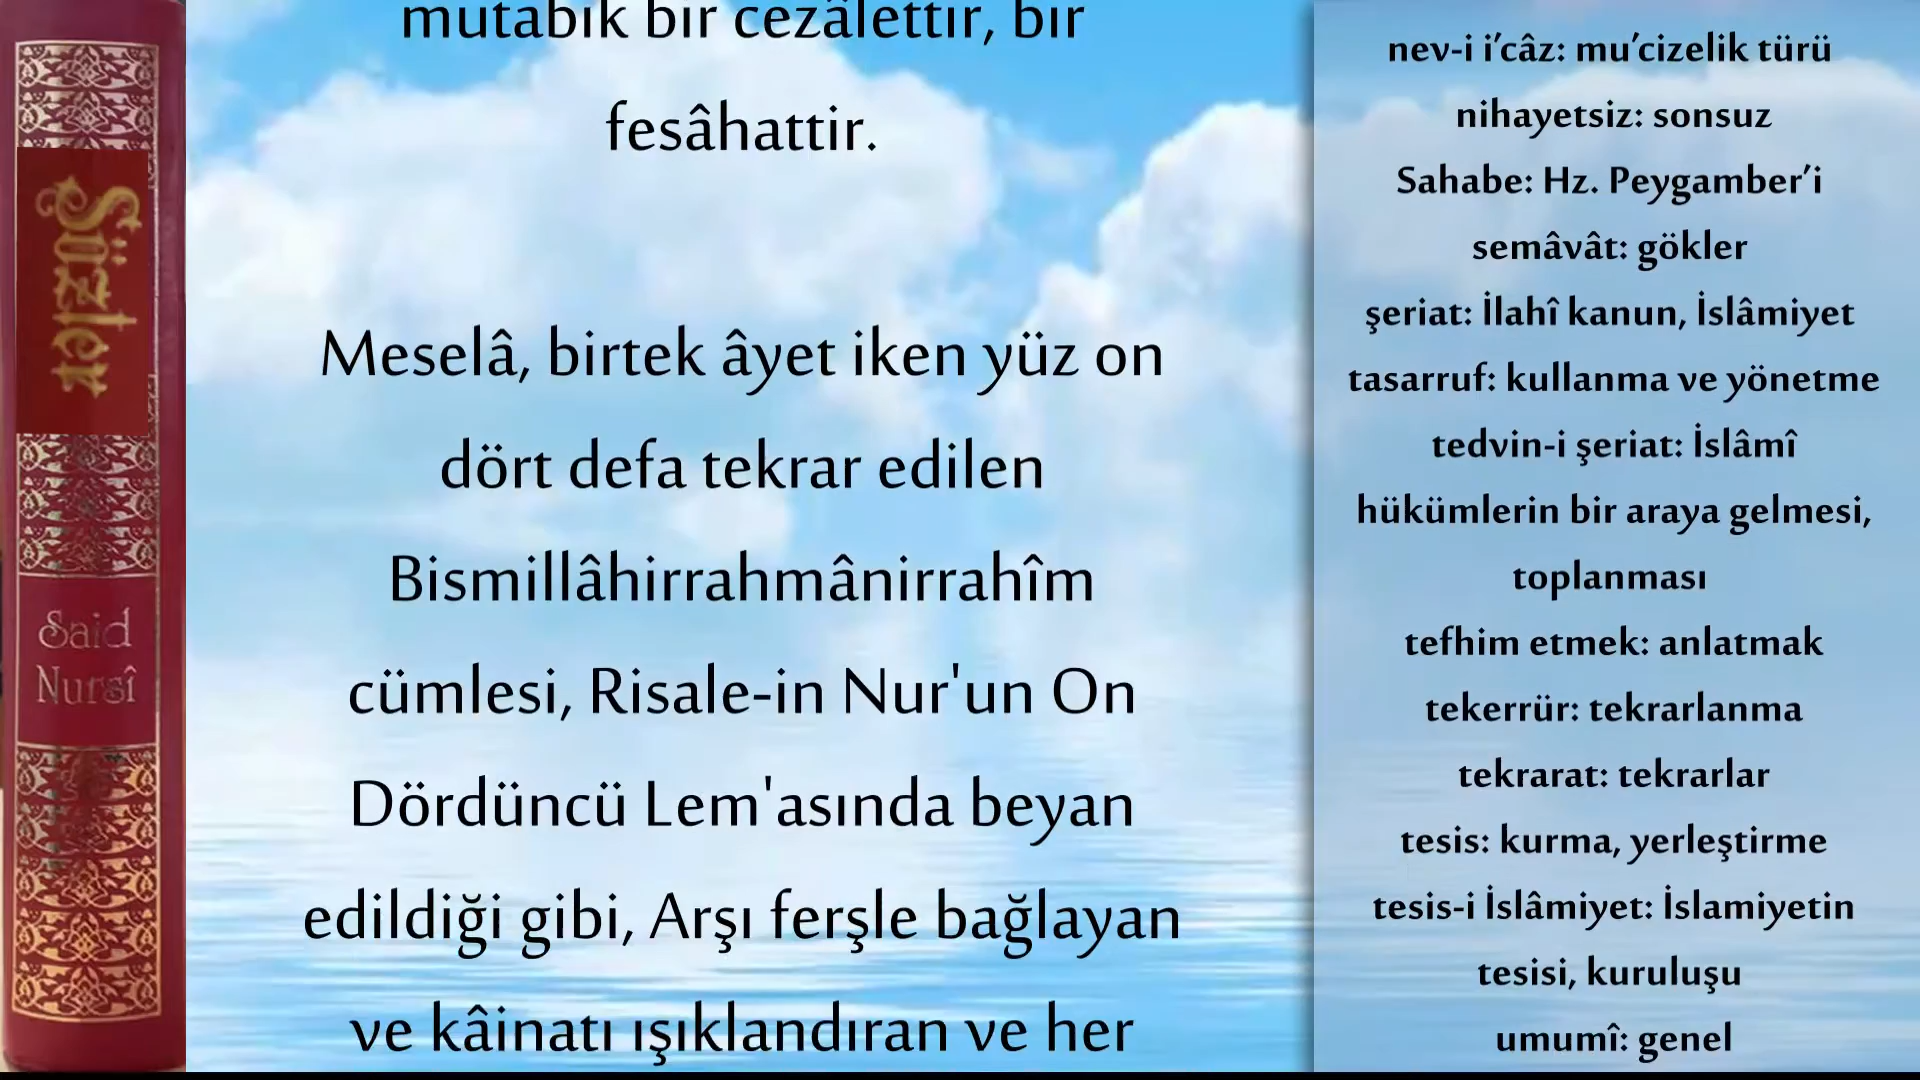 Sözler
Said
Nursî
mutabık bir cezâlettir, bir
fesâhattir.
Meselâ, birtek âyet iken yüz on
dört defa tekrar edilen
Bismillâhirrahmânirrahîm
cümlesi, Risale-in Nur'un On
Dördüncü Lem'asında beyan
edildiği gibi, Arşı ferşle bağlayan
ve kâinatı ışıklandıran ve her
nev-i i’câz: mu’cizelik türü
nihayetsiz: sonsuz
Sahabe: Hz. Peygamber’i
semâvât: gökler
şeriat: İlahî kanun, İslâmiyet
tasarruf: kullanma ve yönetme
tedvin-i şeriat: İslâmî
hükümlerin bir araya gelmesi,
toplanması
tefhim etmek: anlatmak
tekerrür: tekrarlanma
tekrarat: tekrarlar
tesis: kurma, yerleştirme
tesis-i İslâmiyet: İslamiyetin
tesisi, kuruluşu
umumî: genel